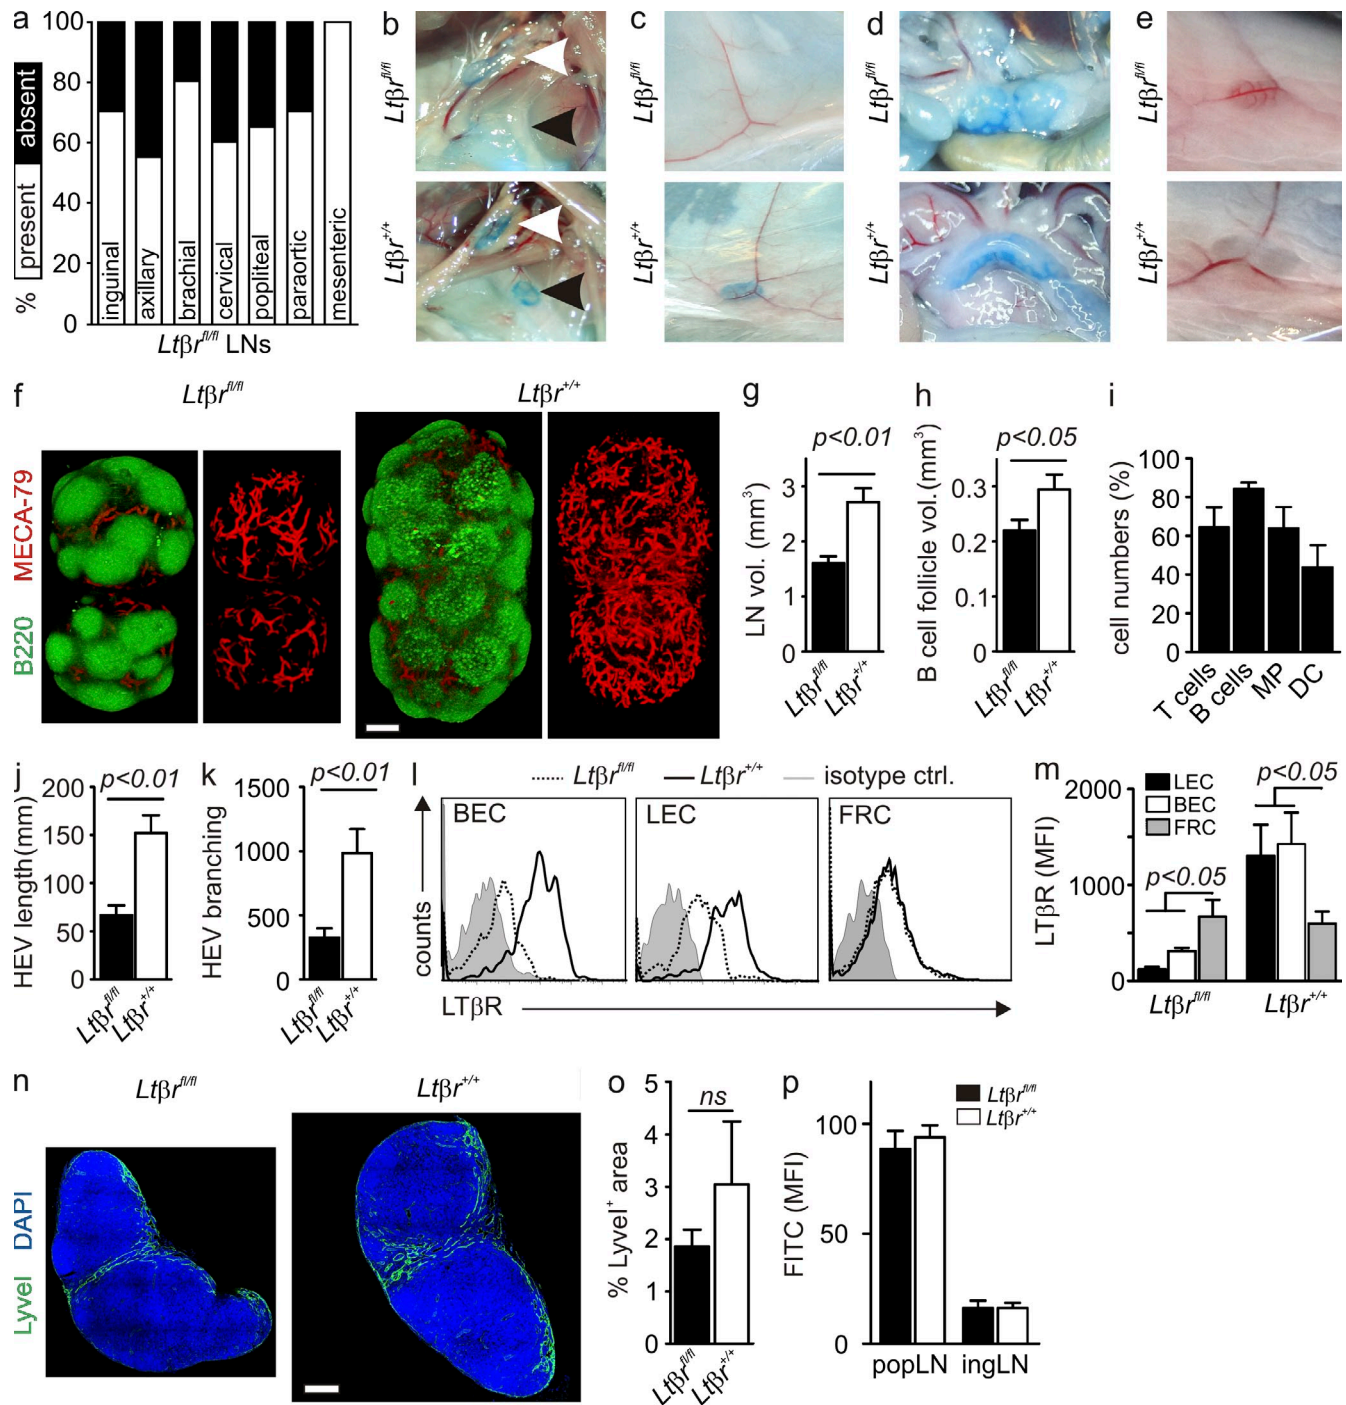 a
100
80
60
40
20
0
% present absent
inguinal
axillary
brachial
cervical
popliteal
paraortic
mesenteric
Ltβr^fl/fl LNs
b
Ltβr^fl/fl
Ltβr^+/+
c
Ltβr^fl/fl
Ltβr^+/+
d
Ltβr^fl/fl
Ltβr^+/+
e
Ltβr^fl/fl
Ltβr^+/+
f
Ltβr^fl/fl
Ltβr^+/+
B220 MECA-79
g
p<0.01
LN vol. (mm³)
3
2
1
0
Ltβr^fl/fl
Ltβr^+/+
h
p<0.05
B cell follicle vol. (mm³)
0.3
0.2
0.1
0
Ltβr^fl/fl
Ltβr^+/+
i
cell numbers (%)
100
80
60
40
20
0
T cells
B cells
MP
DC
j
p<0.01
HEV length(mm)
200
150
100
50
0
Ltβr^fl/fl
Ltβr^+/+
k
p<0.01
HEV branching
1500
1000
500
0
Ltβr^fl/fl
Ltβr^+/+
l
Ltβr^fl/fl Ltβr^+/+ isotype ctrl.
BEC
LEC
FRC
counts
LTβR
m
LEC
BEC
FRC
p<0.05
p<0.05
LTβR (MFI)
2000
1000
0
Ltβr^fl/fl
Ltβr^+/+
n
Ltβr^fl/fl
Ltβr^+/+
LyveI DAPI
o
ns
% LyveI⁺ area
5
4
3
2
1
0
Ltβr^fl/fl
Ltβr^+/+
p
Ltβr^fl/fl
Ltβr^+/+
FITC (MFI)
100
50
0
popLN
ingLN